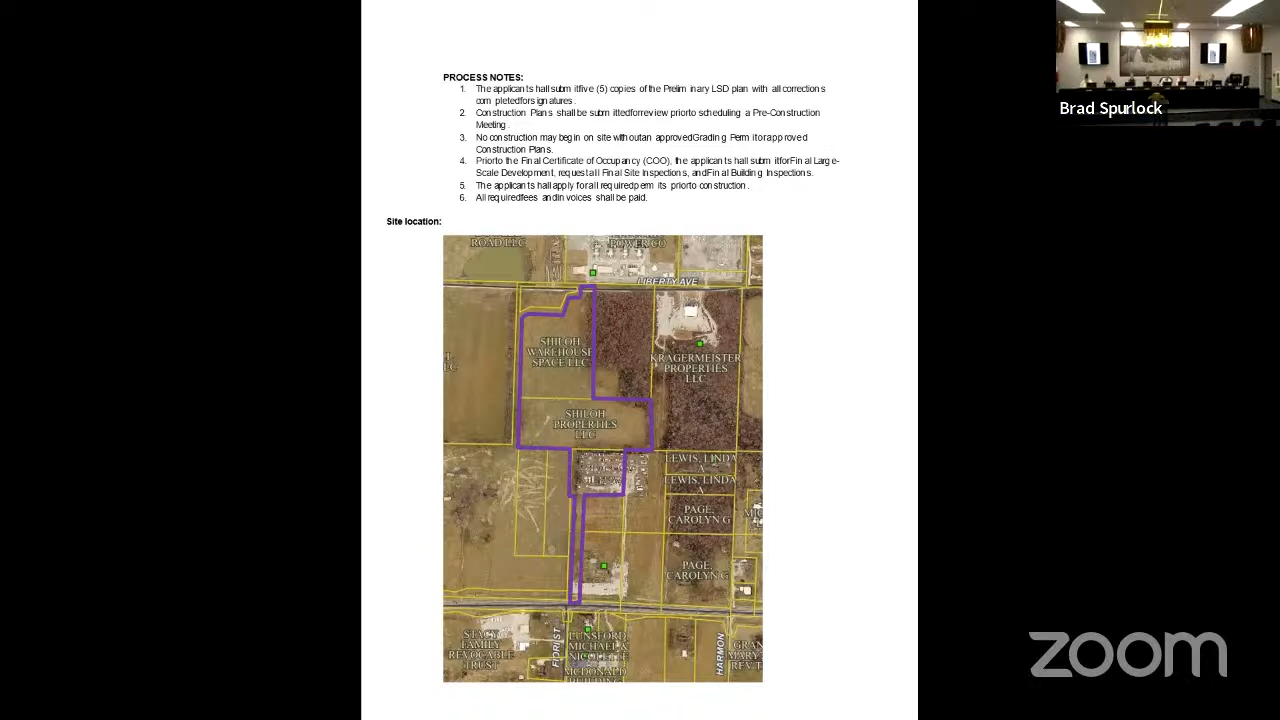 PROCESS NOTES:
1. The applicant shall submit five (5) copies of the Preliminary LSD plan with all corrections
completed for signatures.
2. Construction Plans shall be submitted for review prior to scheduling a Pre-Construction
Meeting.
3. No construction may begin on site without an approved Grading Permit or approved
Construction Plans.
4. Prior to the Final Certificate of Occupancy (COO), the applicant shall submit for Final Large-
Scale Development, request all Final Site Inspections, and Final Building Inspections.
5. The applicant shall apply for all required permits prior to construction.
6. All required fees and invoices shall be paid.
Site location:
ROAD LLC
POWER CO
LIBERTY AVE
SHILOH
WAREHOUSE
SPACE LLC
KRAGERMEISTER
PROPERTIES
LLC
SHILOH
PROPERTIES
LLC
LEWIS, LINDA
A
LEWIS, LINDA
A
PAGE,
CAROLYN G
PAGE,
CAROLYN G
STACY
FAMILY
REVOCABLE
TRUST
FIORI ST
LUNSFORD,
MICHAEL &
NICOLETTE
MCDONALD
HARMON
GRAN
MARY
REV T
Brad Spurlock
zoom